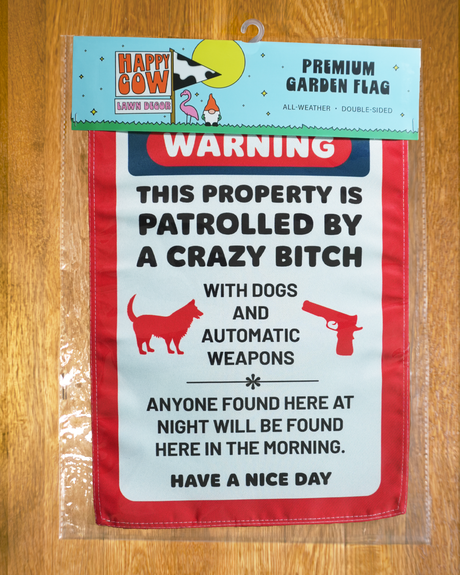 HAPPY
COW
LAWN DECOR
PREMIUM
GARDEN FLAG
ALL-WEATHER • DOUBLE-SIDED
WARNING
THIS PROPERTY IS
PATROLLED BY
A CRAZY BITCH
WITH DOGS
AND
AUTOMATIC
WEAPONS
ANYONE FOUND HERE AT
NIGHT WILL BE FOUND
HERE IN THE MORNING.
HAVE A NICE DAY